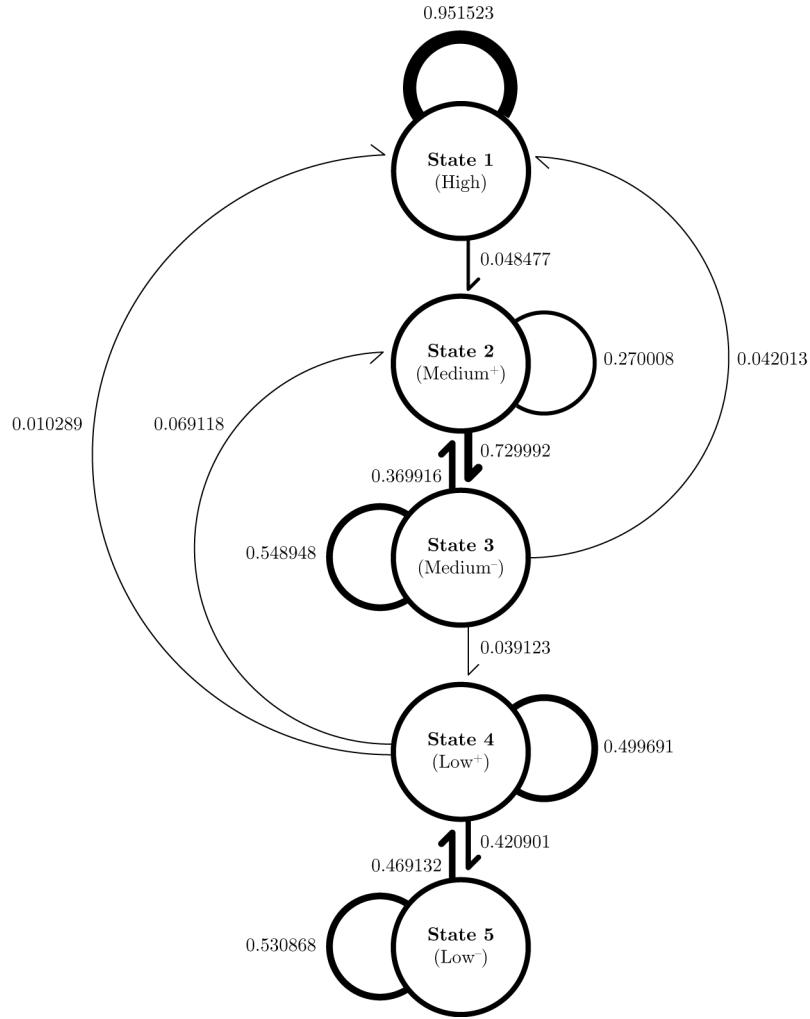 0.951523
State 1
(High)
0.048477
State 2
(Medium⁺)
0.270008
0.042013
0.010289
0.069118
0.729992
0.369916
State 3
(Medium⁻)
0.548948
0.039123
State 4
(Low⁺)
0.499691
0.420901
0.469132
State 5
(Low⁻)
0.530868